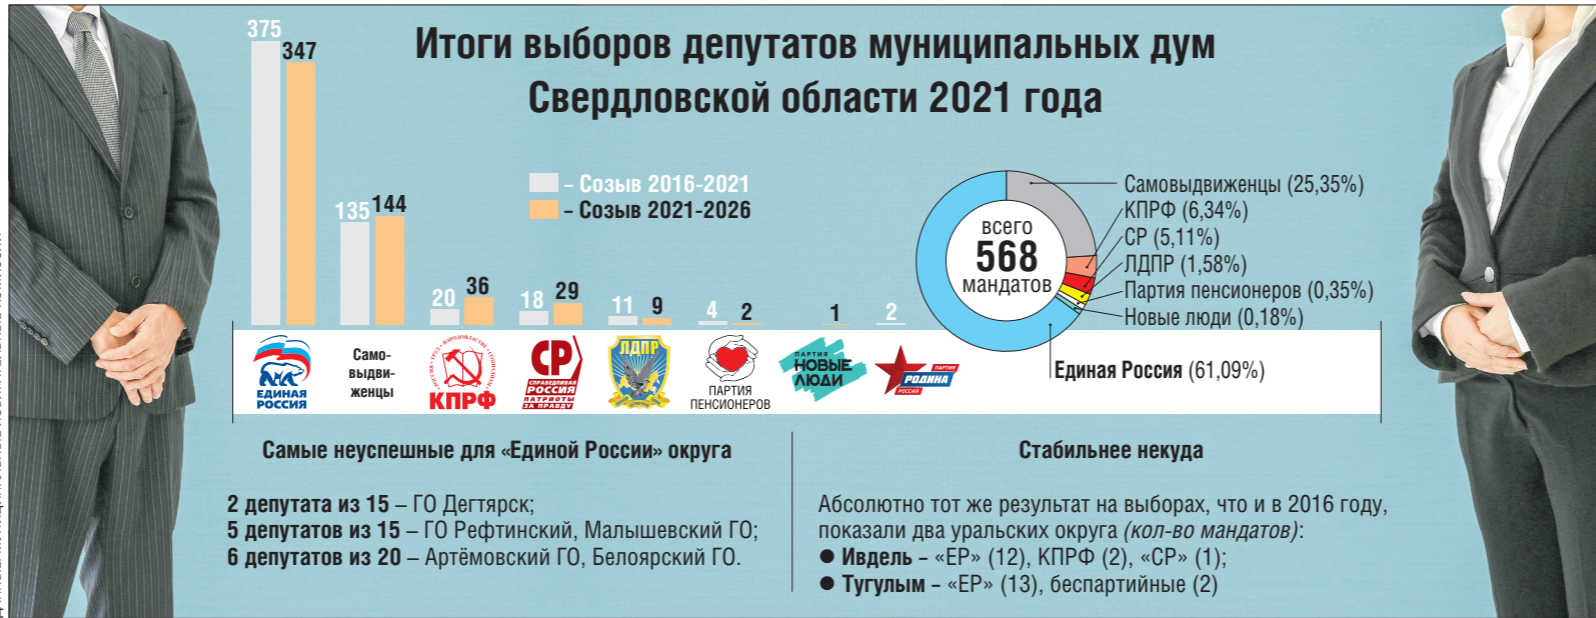 Итоги выборов депутатов муниципальных дум
Свердловской области 2021 года
375
347
135
144
20
36
18
29
11
9
4
2
1
2
– Созыв 2016-2021
– Созыв 2021-2026
всего
568
мандатов
Самовыдвиженцы (25,35%)
КПРФ (6,34%)
СР (5,11%)
ЛДПР (1,58%)
Партия пенсионеров (0,35%)
Новые люди (0,18%)
Единая Россия (61,09%)
ЕДИНАЯ
РОССИЯ
Само-
выдви-
женцы
РОССИЯ • ТРУД • НАРОДОВЛАСТИЕ • СОЦИАЛИЗМ
КПРФ
СР
СПРАВЕДЛИВАЯ
РОССИЯ
ПАТРИОТЫ
ЗА ПРАВДУ
ЛДПР
ПАРТИЯ
ПЕНСИОНЕРОВ
ПАРТИЯ
НОВЫЕ
ЛЮДИ
ПАРТИЯ
РОДИНА
РОССИЯ
Самые неуспешные для «Единой России» округа
2 депутата из 15 – ГО Дегтярск;
5 депутатов из 15 – ГО Рефтинский, Малышевский ГО;
6 депутатов из 20 – Артёмовский ГО, Белоярский ГО.
Стабильнее некуда
Абсолютно тот же результат на выборах, что и в 2016 году,
показали два уральских округа (кол-во мандатов):
● Ивдель – «ЕР» (12), КПРФ (2), «СР» (1);
● Тугулым – «ЕР» (13), беспартийные (2)